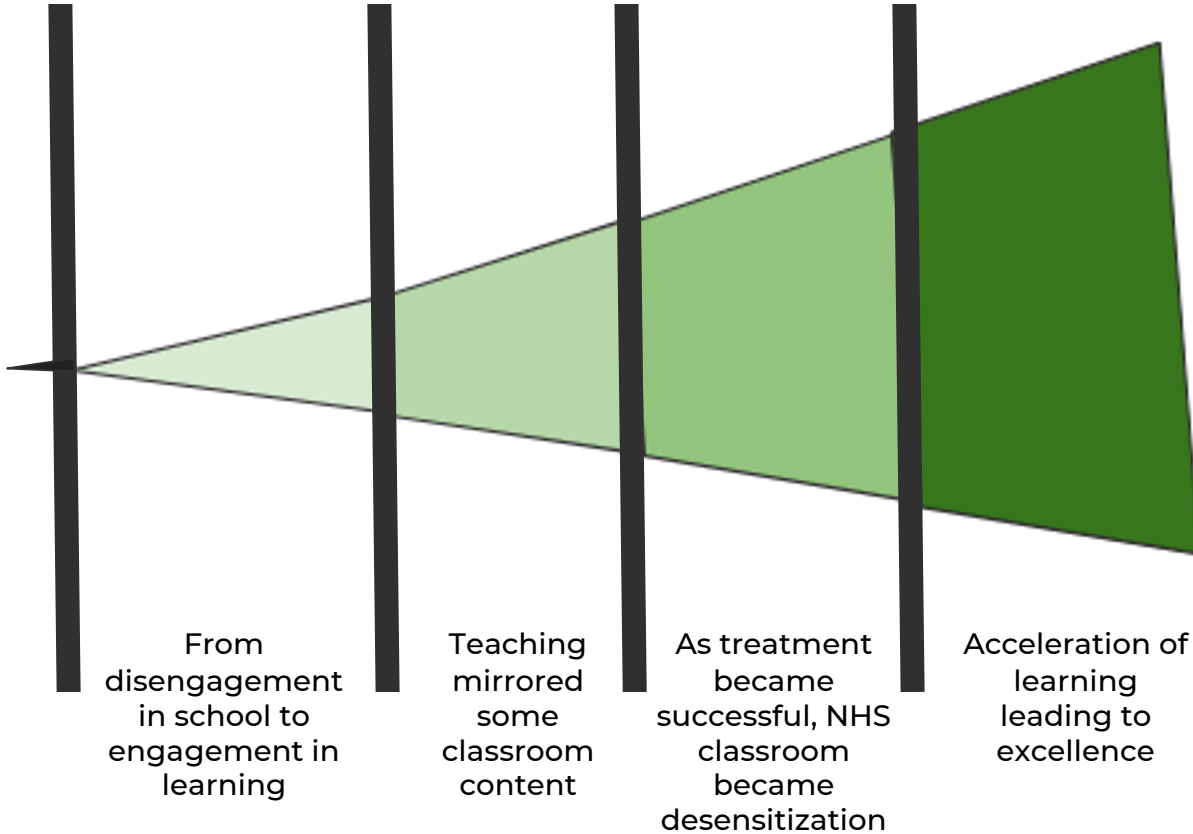 From
disengagement
in school to
engagement in
learning
Teaching
mirrored
some
classroom
content
As treatment
became
successful, NHS
classroom
became
desensitization
Acceleration of
learning
leading to
excellence